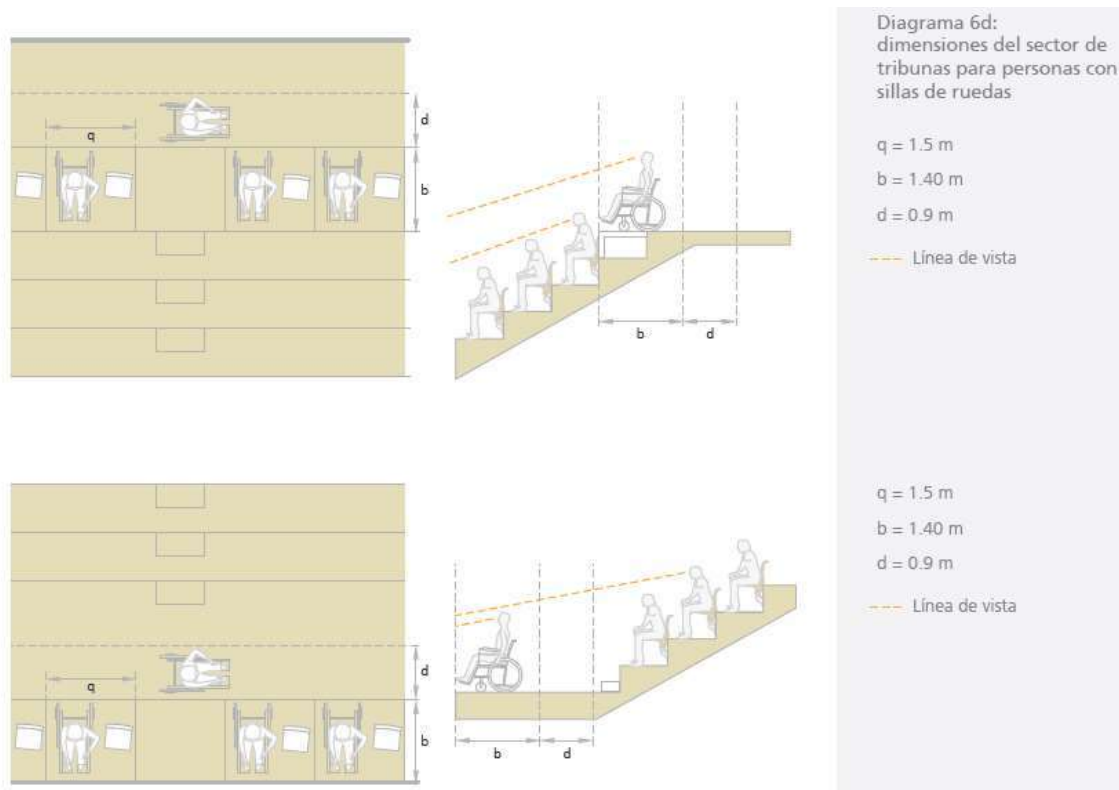 Diagrama 6d:
dimensiones del sector de
tribunas para personas con
sillas de ruedas
q = 1.5 m
b = 1.40 m
d = 0.9 m
Línea de vista
q
d
b
b
d
q = 1.5 m
b = 1.40 m
d = 0.9 m
Línea de vista
q
d
b
b
d